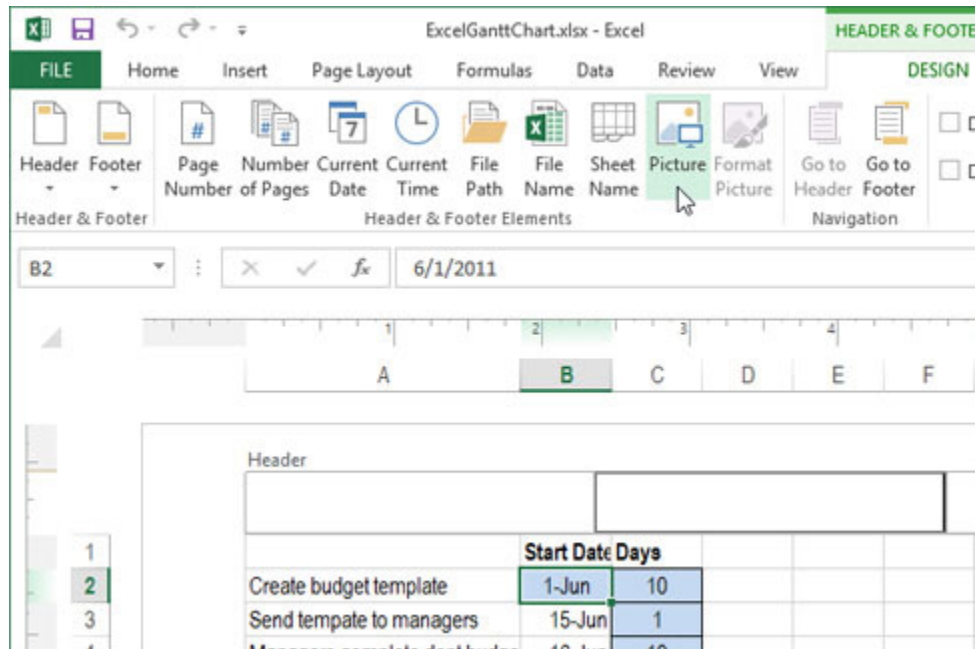 ExcelGanttChart.xlsx - Excel
HEADER & FOOTE
FILE Home Insert Page Layout Formulas Data Review View DESIGN
Header Footer Page Number Number of Pages Current Date Current Time File Path File Name Sheet Name Picture Format Picture Go to Header Go to Footer
Header & Footer Header & Footer Elements Navigation
B2 fx 6/1/2011
1 2 3 4
A B C D E F
Header
1 Start Date Days
2 Create budget template 1-Jun 10
3 Send tempate to managers 15-Jun 1